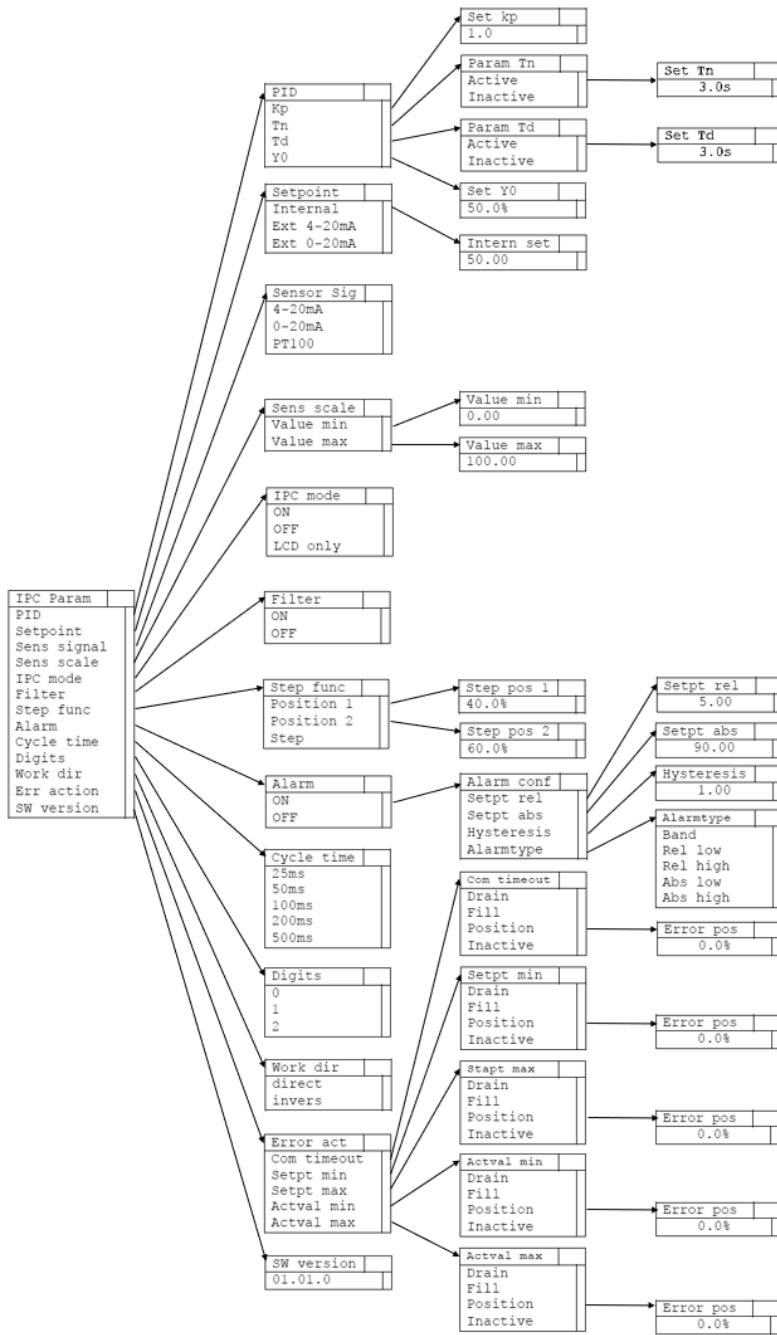 IPC Param
PID
Setpoint
Sens signal
Sens scale
IPC mode
Filter
Step func
Alarm
Cycle time
Digits
Work dir
Err action
SW version
PID
Kp
Tn
Td
Y0
Set kp
1.0
Param Tn
Active
Inactive
Set Tn
3.0s
Param Td
Active
Inactive
Set Td
3.0s
Set Y0
50.0%
Setpoint
Internal
Ext 4-20mA
Ext 0-20mA
Intern set
50.00
Sensor Sig
4-20mA
0-20mA
PT100
Sens scale
Value min
Value max
Value min
0.00
Value max
100.00
IPC mode
ON
OFF
LCD only
Filter
ON
OFF
Step func
Position 1
Position 2
Step
Step pos 1
40.0%
Step pos 2
60.0%
Alarm
ON
OFF
Alarm conf
Setpt rel
Setpt abs
Hysteresis
Alarmtype
Setpt rel
5.00
Setpt abs
90.00
Hysteresis
1.00
Alarmtype
Band
Rel low
Rel high
Abs low
Abs high
Cycle time
25ms
50ms
100ms
200ms
500ms
Digits
0
1
2
Work dir
direct
invers
Error act
Com timeout
Setpt min
Setpt max
Actval min
Actval max
Com timeout
Drain
Fill
Position
Inactive
Error pos
0.0%
Setpt min
Drain
Fill
Position
Inactive
Error pos
0.0%
Stapt max
Drain
Fill
Position
Inactive
Error pos
0.0%
Actval min
Drain
Fill
Position
Inactive
Error pos
0.0%
Actval max
Drain
Fill
Position
Inactive
Error pos
0.0%
SW version
01.01.0